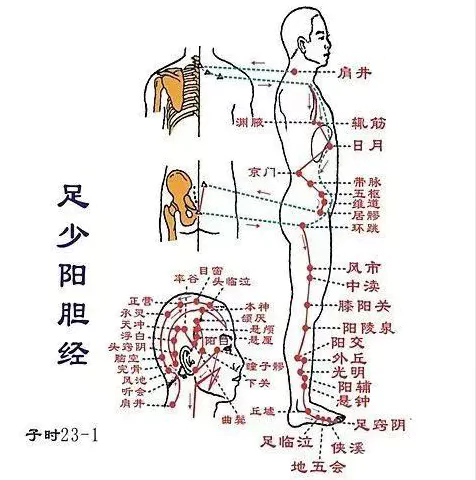 足少阳胆经
子时23-1
肩井
渊腋
辄筋
日月
京门
带脉
五枢
维道
居髎
环跳
风市
中渎
膝阳关
阳陵泉
阳交
外丘
光明
阳辅
悬钟
丘墟
足窍阴
足临泣
侠溪
地五会
目窗
率谷
头临泣
正营
承灵
天冲
浮白
头窍阴
脑空
完骨
风池
听会
肩井
本神
颔厌
悬颅
悬厘
阳白
瞳子髎
下关
曲鬓